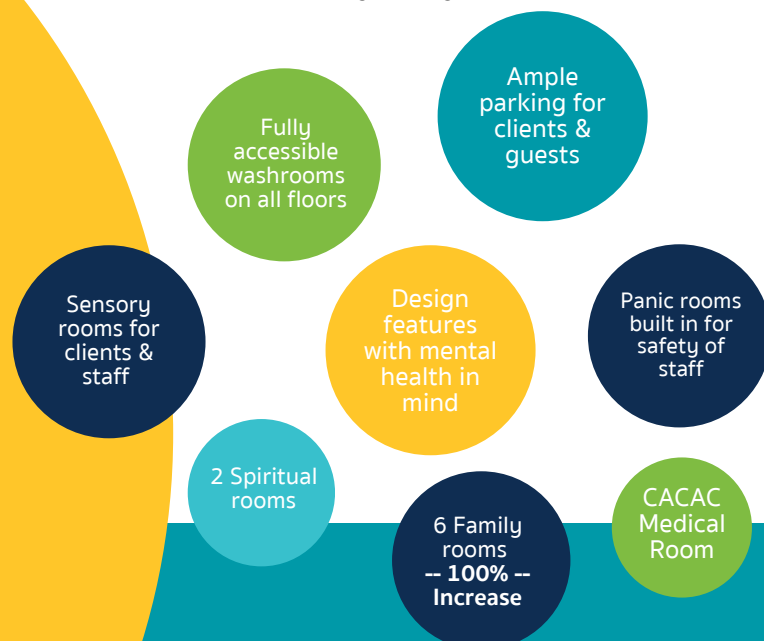 Ample
parking for
clients &
guests
Fully
accessible
washrooms
on all floors
Sensory
rooms for
clients &
staff
Design
features
with mental
health in
mind
Panic rooms
built in for
safety of
staff
2 Spiritual
rooms
6 Family
rooms
-- 100% --
Increase
CACAC
Medical
Room